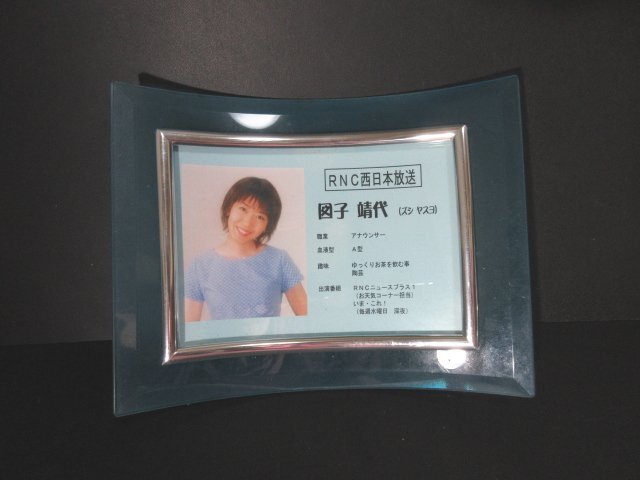 RNC西日本放送
図子 靖代 (ズシ ヤスヨ)
職業 アナウンサー
血液型 A型
趣味 ゆっくりお茶を飲む事
陶芸
出演番組 RNCニュースプラス1
(お天気コーナー担当)
いま・これ!
(毎週水曜日 深夜)